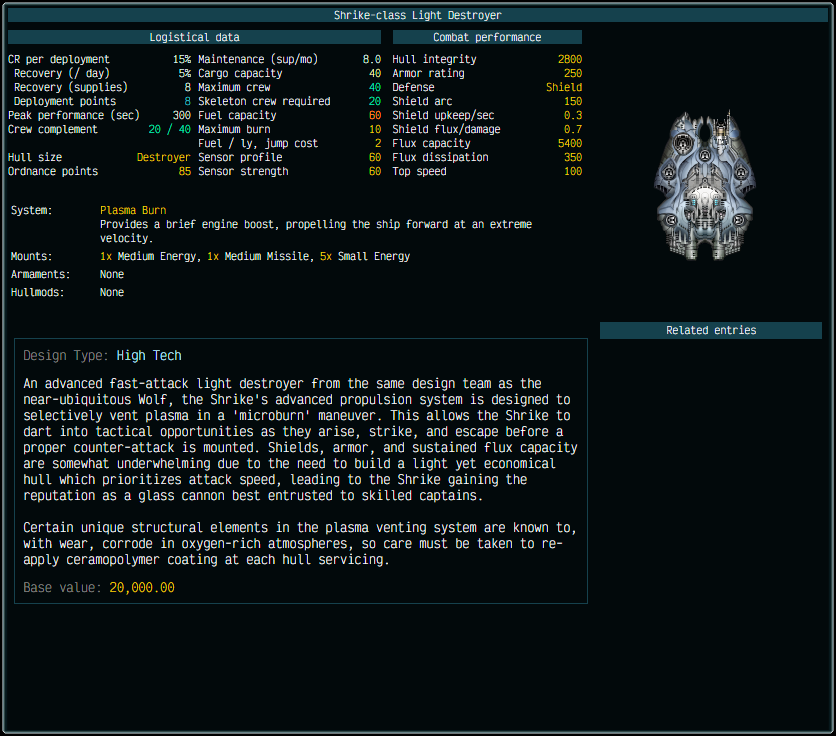 Shrike-class Light Destroyer
Logistical data
Combat performance
CR per deployment 15% Maintenance (sup/mo) 8.0 Hull integrity 2800
Recovery (/ day) 5% Cargo capacity 40 Armor rating 250
Recovery (supplies) 8 Maximum crew 40 Defense Shield
Deployment points 8 Skeleton crew required 20 Shield arc 150
Peak performance (sec) 300 Fuel capacity 60 Shield upkeep/sec 0.3
Crew complement 20 / 40 Maximum burn 10 Shield flux/damage 0.7
Fuel / ly, jump cost 2 Flux capacity 5400
Hull size Destroyer Sensor profile 60 Flux dissipation 350
Ordnance points 85 Sensor strength 60 Top speed 100
System: Plasma Burn
Provides a brief engine boost, propelling the ship forward at an extreme
velocity.
Mounts: 1x Medium Energy, 1x Medium Missile, 5x Small Energy
Armaments: None
Hullmods: None
Related entries
Design Type: High Tech
An advanced fast-attack light destroyer from the same design team as the
near-ubiquitous Wolf, the Shrike's advanced propulsion system is designed to
selectively vent plasma in a 'microburn' maneuver. This allows the Shrike to
dart into tactical opportunities as they arise, strike, and escape before a
proper counter-attack is mounted. Shields, armor, and sustained flux capacity
are somewhat underwhelming due to the need to build a light yet economical
hull which prioritizes attack speed, leading to the Shrike gaining the
reputation as a glass cannon best entrusted to skilled captains.
Certain unique structural elements in the plasma venting system are known to,
with wear, corrode in oxygen-rich atmospheres, so care must be taken to re-
apply ceramopolymer coating at each hull servicing.
Base value: 20,000.00